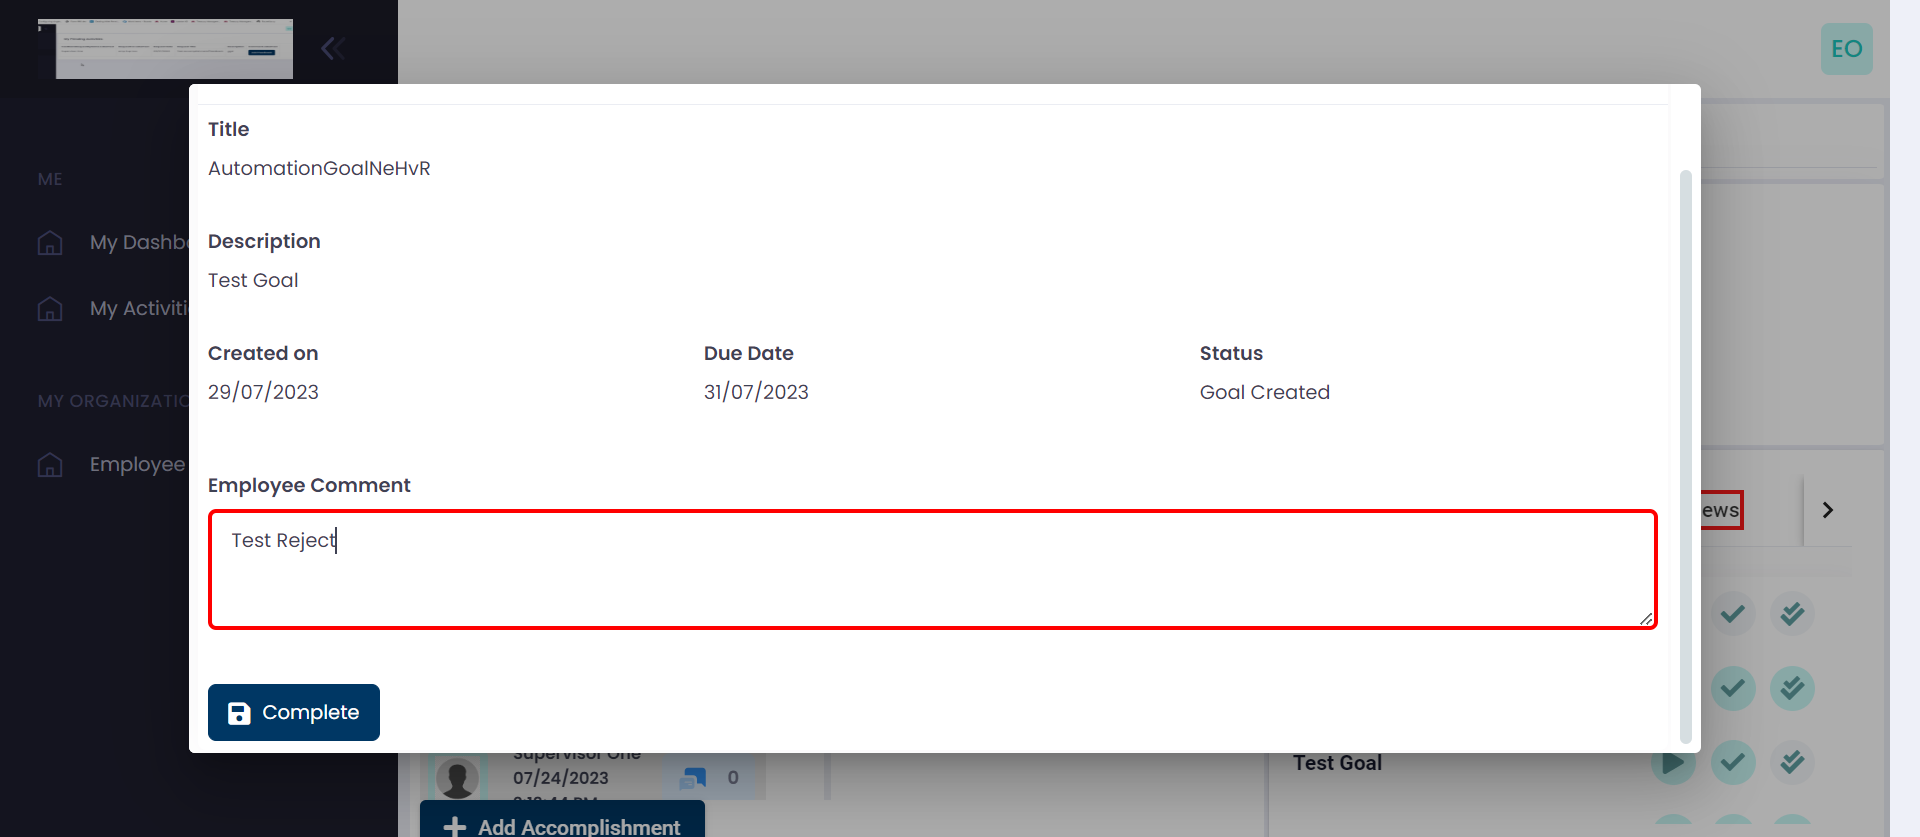 EO
ME
My Dashb
My Activiti
MY ORGANIZATIO
Employee
Title
AutomationGoalNeHvR
Description
Test Goal
Created on
Due Date
Status
29/07/2023
31/07/2023
Goal Created
Employee Comment
Test Reject
Complete
ews
Supervisor One
07/24/2023
0
Test Goal
Add Accomplishment